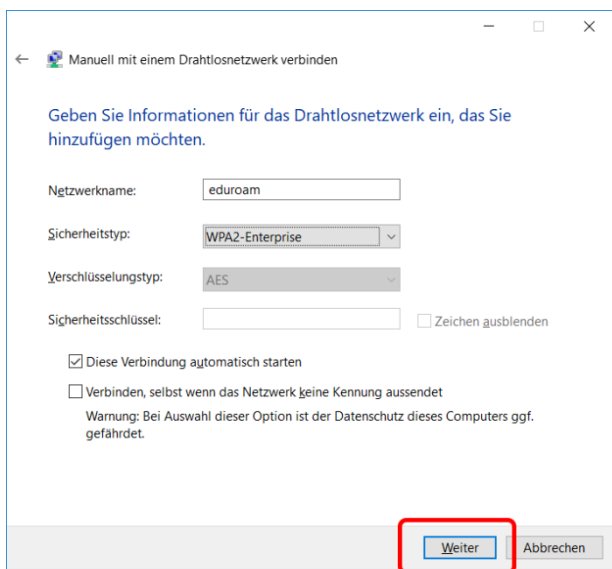 Manuell mit einem Drahtlosnetzwerk verbinden
Geben Sie Informationen für das Drahtlosnetzwerk ein, das Sie
hinzufügen möchten.
Netzwerkname: eduroam
Sicherheitstyp: WPA2-Enterprise
Verschlüsselungstyp: AES
Sicherheitsschlüssel: Zeichen ausblenden
Diese Verbindung automatisch starten
Verbinden, selbst wenn das Netzwerk keine Kennung aussendet
Warnung: Bei Auswahl dieser Option ist der Datenschutz dieses Computers ggf.
gefährdet.
Weiter Abbrechen